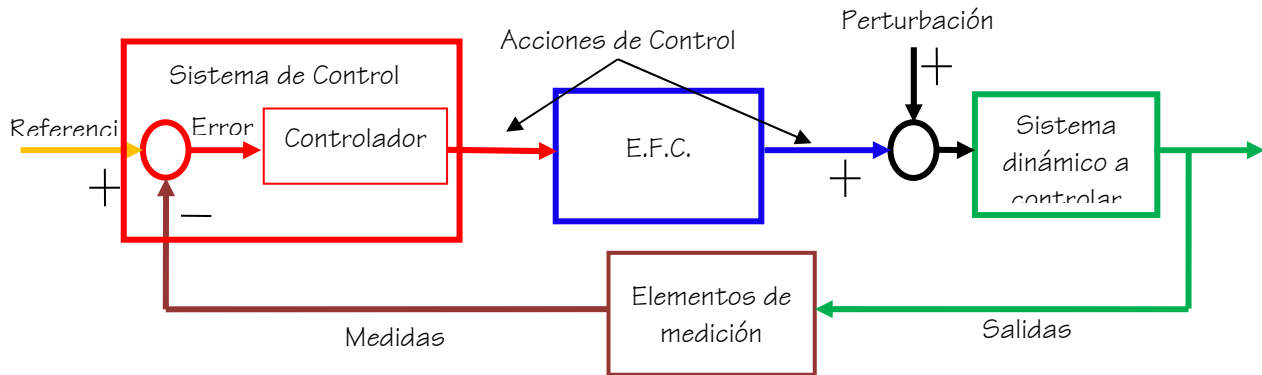 Perturbación
Acciones de Control
Sistema de Control
Referenci
Error
Controlador
E.F.C.
Sistema
dinámico a
controlar
+
−
+
+
Elementos de
medición
Medidas
Salidas